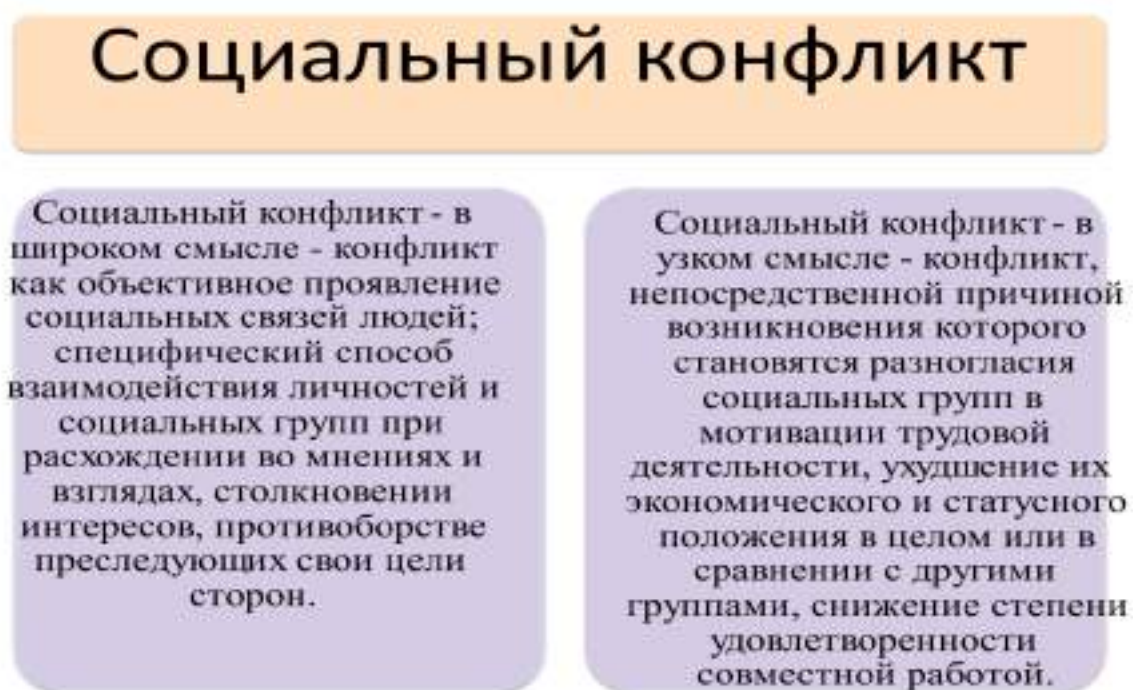 Социальный конфликт
Социальный конфликт - в
широком смысле - конфликт
как объективное проявление
социальных связей людей;
специфический способ
взаимодействия личностей и
социальных групп при
расхождении во мнениях и
взглядах, столкновении
интересов, противоборстве
преследующих свои цели
сторон.
Социальный конфликт - в
узком смысле - конфликт,
непосредственной причиной
возникновения которого
становятся разногласия
социальных групп в
мотивации трудовой
деятельности, ухудшение их
экономического и статусного
положения в целом или в
сравнении с другими
группами, снижение степени
удовлетворенности
совместной работой.